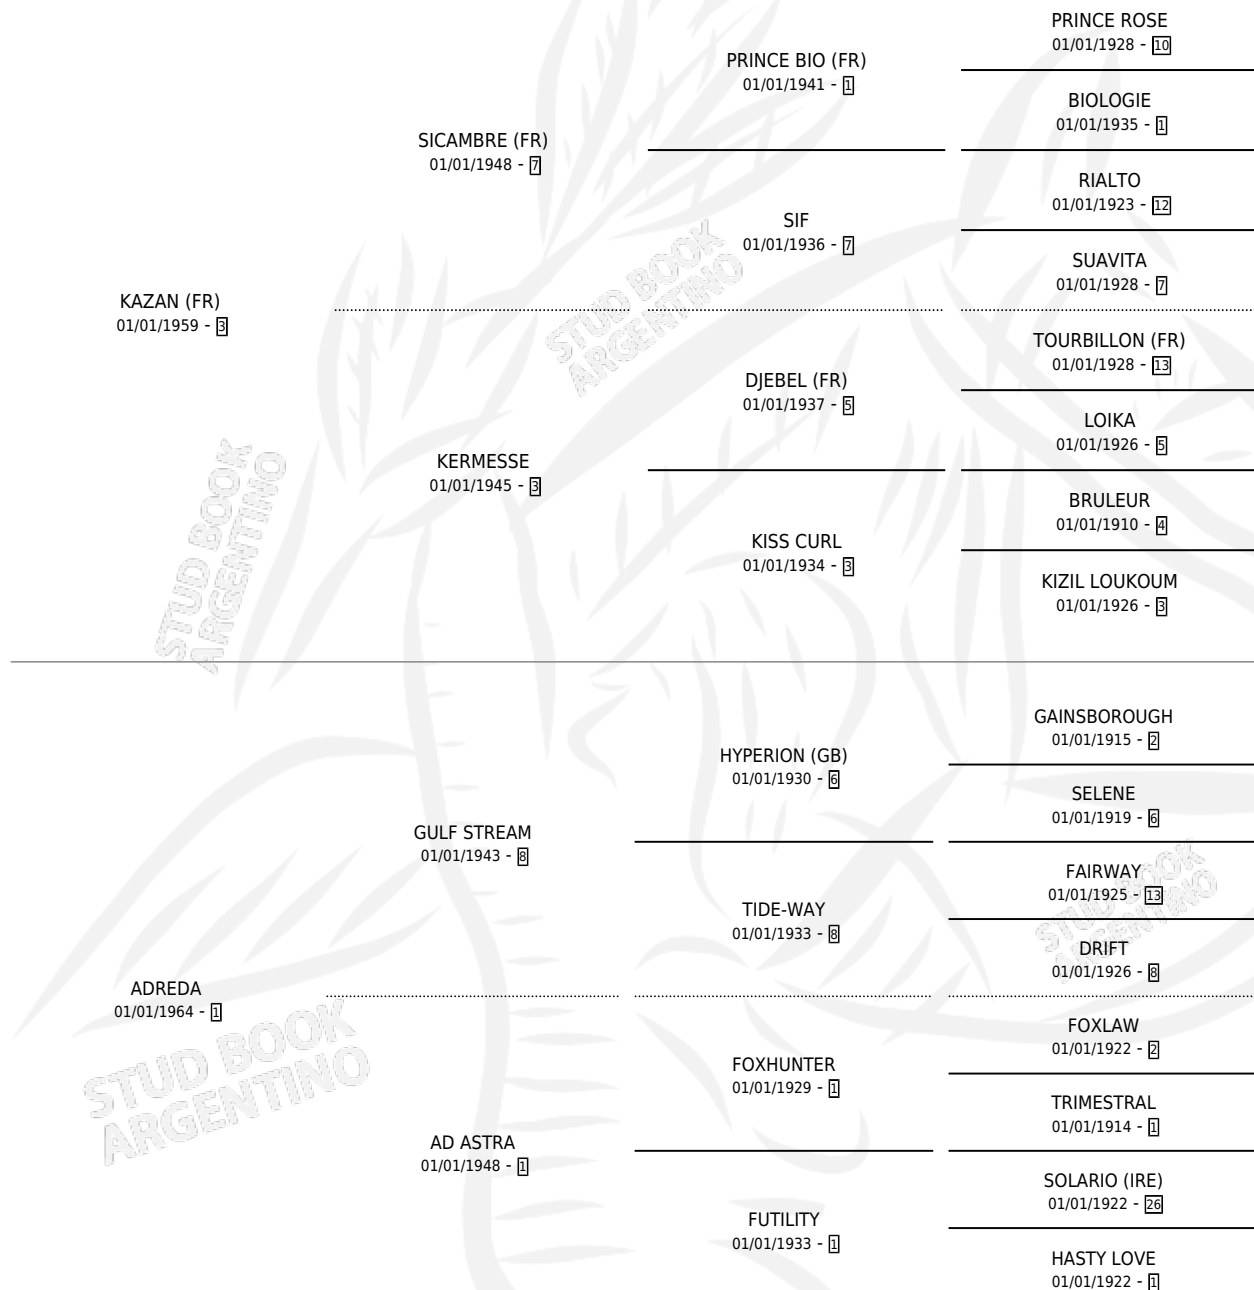 PRINCE ROSE
01/01/1928 - 10
PRINCE BIO (FR)
01/01/1941 - 1
BIOLOGIE
01/01/1935 - 1
SICAMBRE (FR)
01/01/1948 - 7
RIALTO
01/01/1923 - 12
SIF
01/01/1936 - 7
SUAVITA
01/01/1928 - 7
KAZAN (FR)
01/01/1959 - 3
STUD BOOK
ARGENTINO
TOURBILLON (FR)
01/01/1928 - 13
DJEBEL (FR)
01/01/1937 - 5
LOIKA
01/01/1926 - 5
KERMESSE
01/01/1945 - 3
BRULEUR
01/01/1910 - 4
KISS CURL
01/01/1934 - 3
KIZIL LOUKOUM
01/01/1926 - 3
STUD BOOK
ARGENTINO
GAINSBOROUGH
01/01/1915 - 2
HYPERION (GB)
01/01/1930 - 6
SELENE
01/01/1919 - 6
GULF STREAM
01/01/1943 - 8
FAIRWAY
01/01/1925 - 13
TIDE-WAY
01/01/1933 - 8
DRIFT
01/01/1926 - 8
STUD BOOK
ARGENTINO
ADREDA
01/01/1964 - 1
FOXLAW
01/01/1922 - 2
FOXHUNTER
01/01/1929 - 1
TRIMESTRAL
01/01/1914 - 1
STUD BOOK
ARGENTINO
AD ASTRA
01/01/1948 - 1
SOLARIO (IRE)
01/01/1922 - 26
FUTILITY
01/01/1933 - 1
HASTY LOVE
01/01/1922 - 1